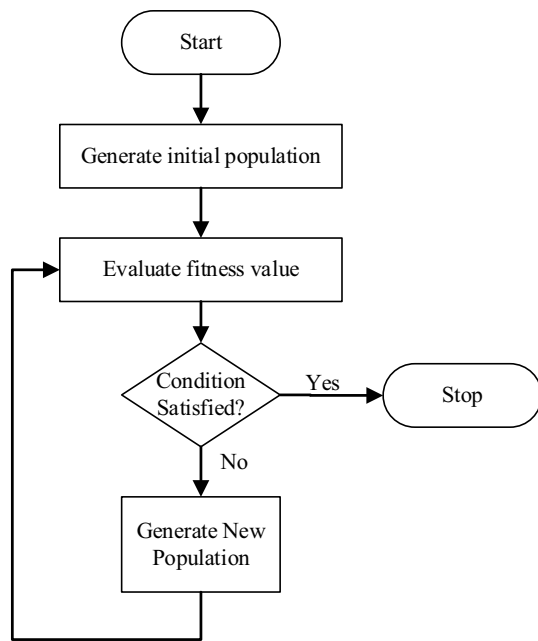 Start
Generate initial population
Evaluate fitness value
Condition
Satisfied?
Yes
Stop
No
Generate New
Population